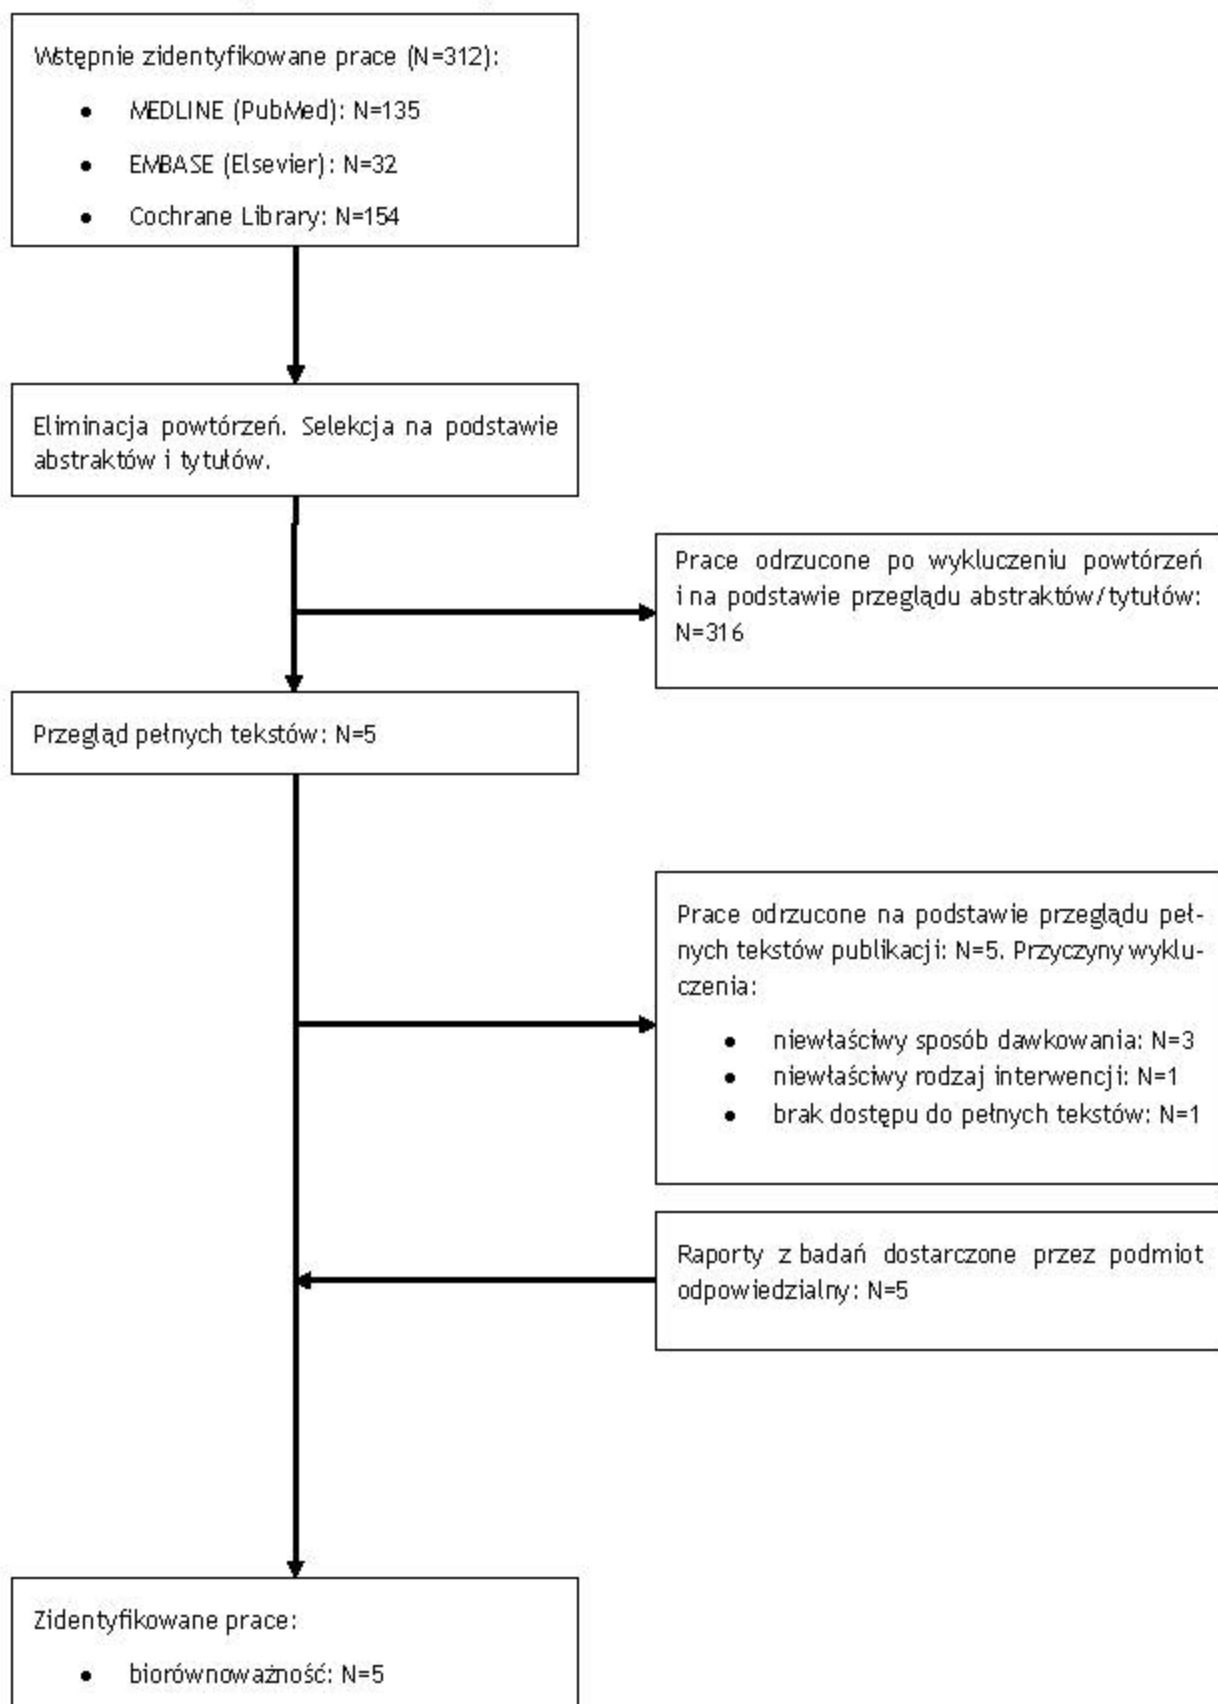 Wstępnie zidentyfikowane prace (N=312):
• MEDLINE (PubMed): N=135
• EMBASE (Elsevier): N=32
• Cochrane Library: N=154
Eliminacja powtórzeń. Selekcja na podstawie
abstraktów i tytułów.
Prace odrzucone po wykluczeniu powtórzeń
i na podstawie przeglądu abstraktów/tytułów:
N=316
Przegląd pełnych tekstów: N=5
Prace odrzucone na podstawie przeglądu peł-
nych tekstów publikacji: N=5. Przyczyny wyklu-
czenia:
• niewłaściwy sposób dawkowania: N=3
• niewłaściwy rodzaj interwencji: N=1
• brak dostępu do pełnych tekstów: N=1
Raporty z badań dostarczone przez podmiot
odpowiedzialny: N=5
Zidentyfikowane prace:
• biorównoważność: N=5